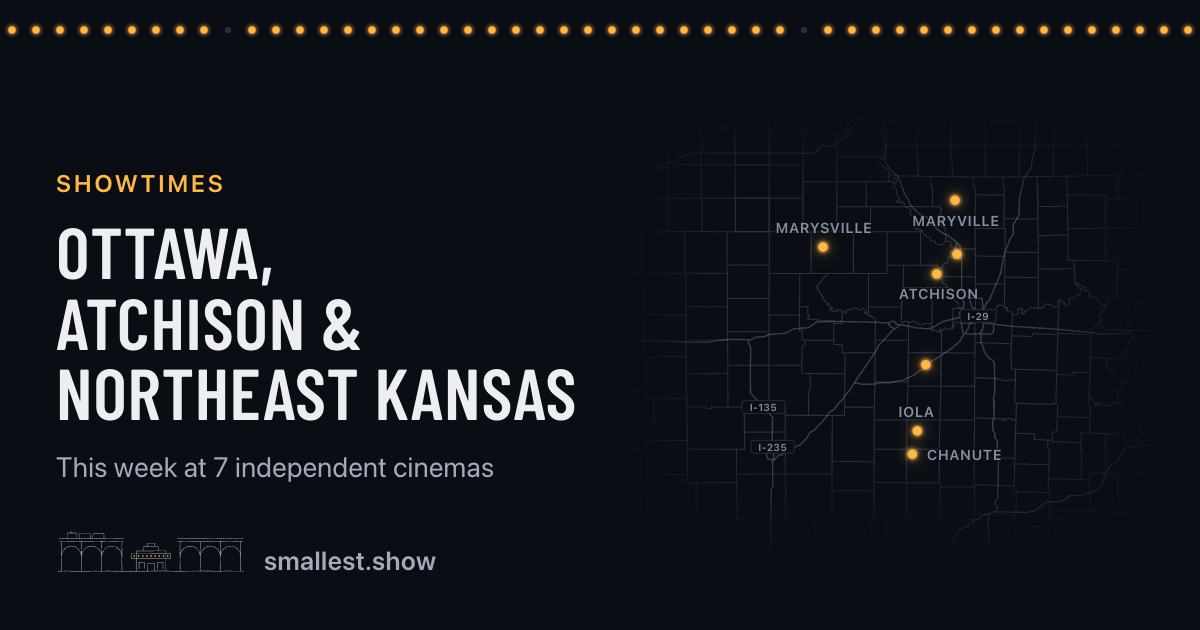 SHOWTIMES
OTTAWA,
ATCHISON &
NORTHEAST KANSAS
This week at 7 independent cinemas
smallest.show
MARYSVILLE
MARYVILLE
ATCHISON
I-29
I-135
IOLA
I-235
CHANUTE